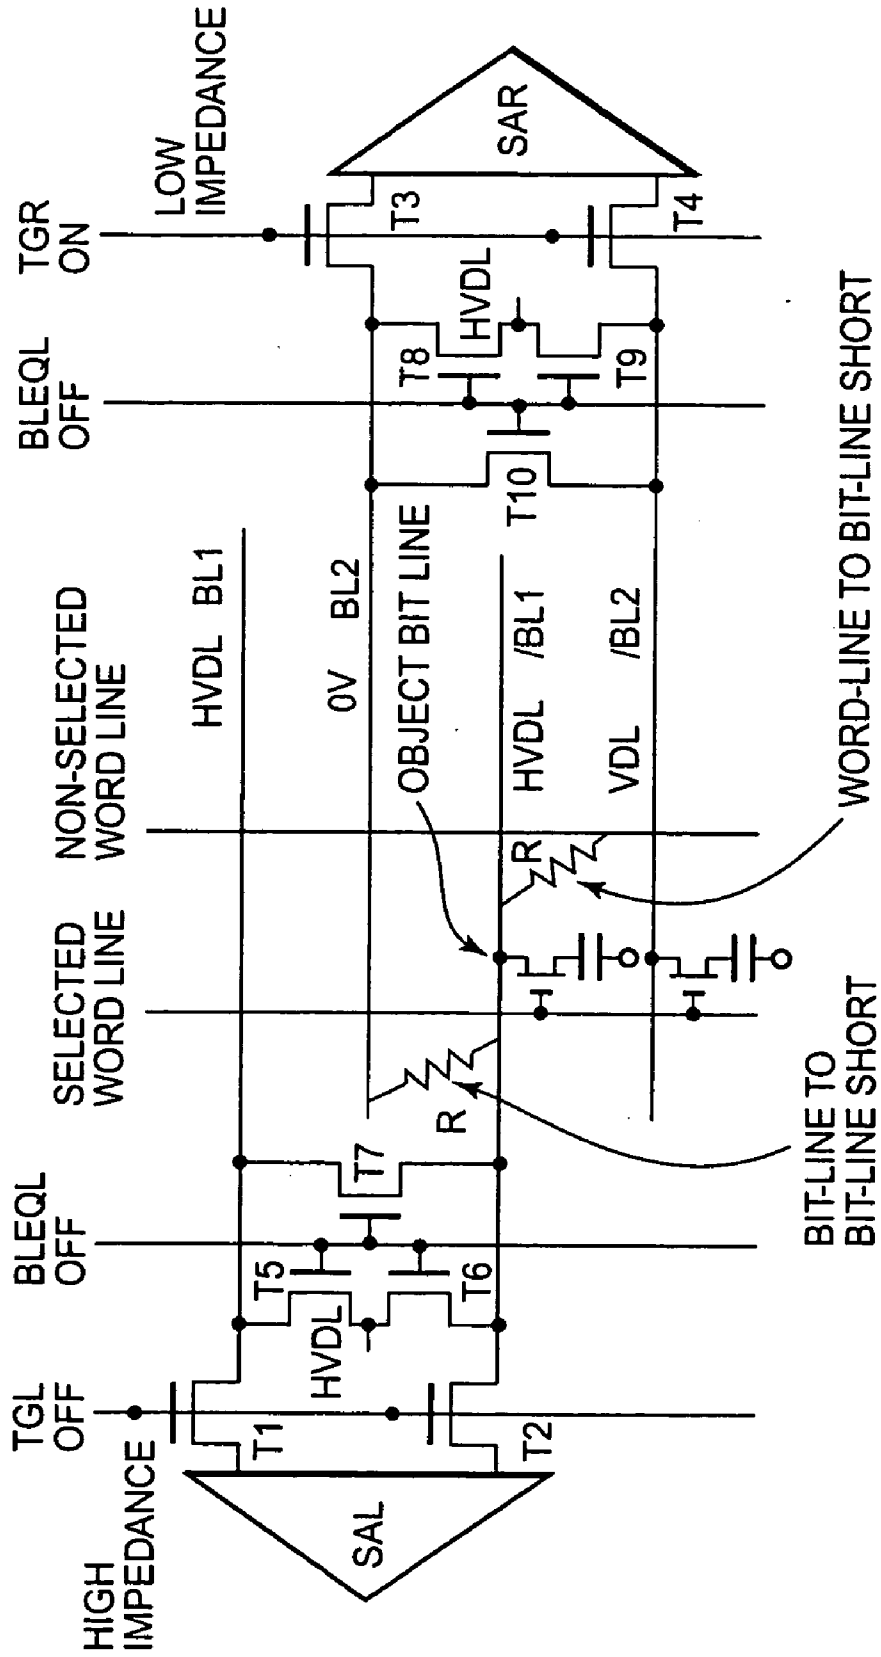 HIGH
IMPEDANCE
TGL
OFF
BLEQL
OFF
SELECTED
WORD LINE
NON-SELECTED
WORD LINE
BLEQL
OFF
TGR
ON
LOW
IMPEDANCE
SAL
T1
T2
HVDL
T5
T6
T7
R
R
HVDL BL1
0V BL2
OBJECT BIT LINE
HVDL /BL1
VDL /BL2
T10
T8
T9
HVDL
T3
T4
SAR
BIT-LINE TO
BIT-LINE SHORT
WORD-LINE TO BIT-LINE SHORT